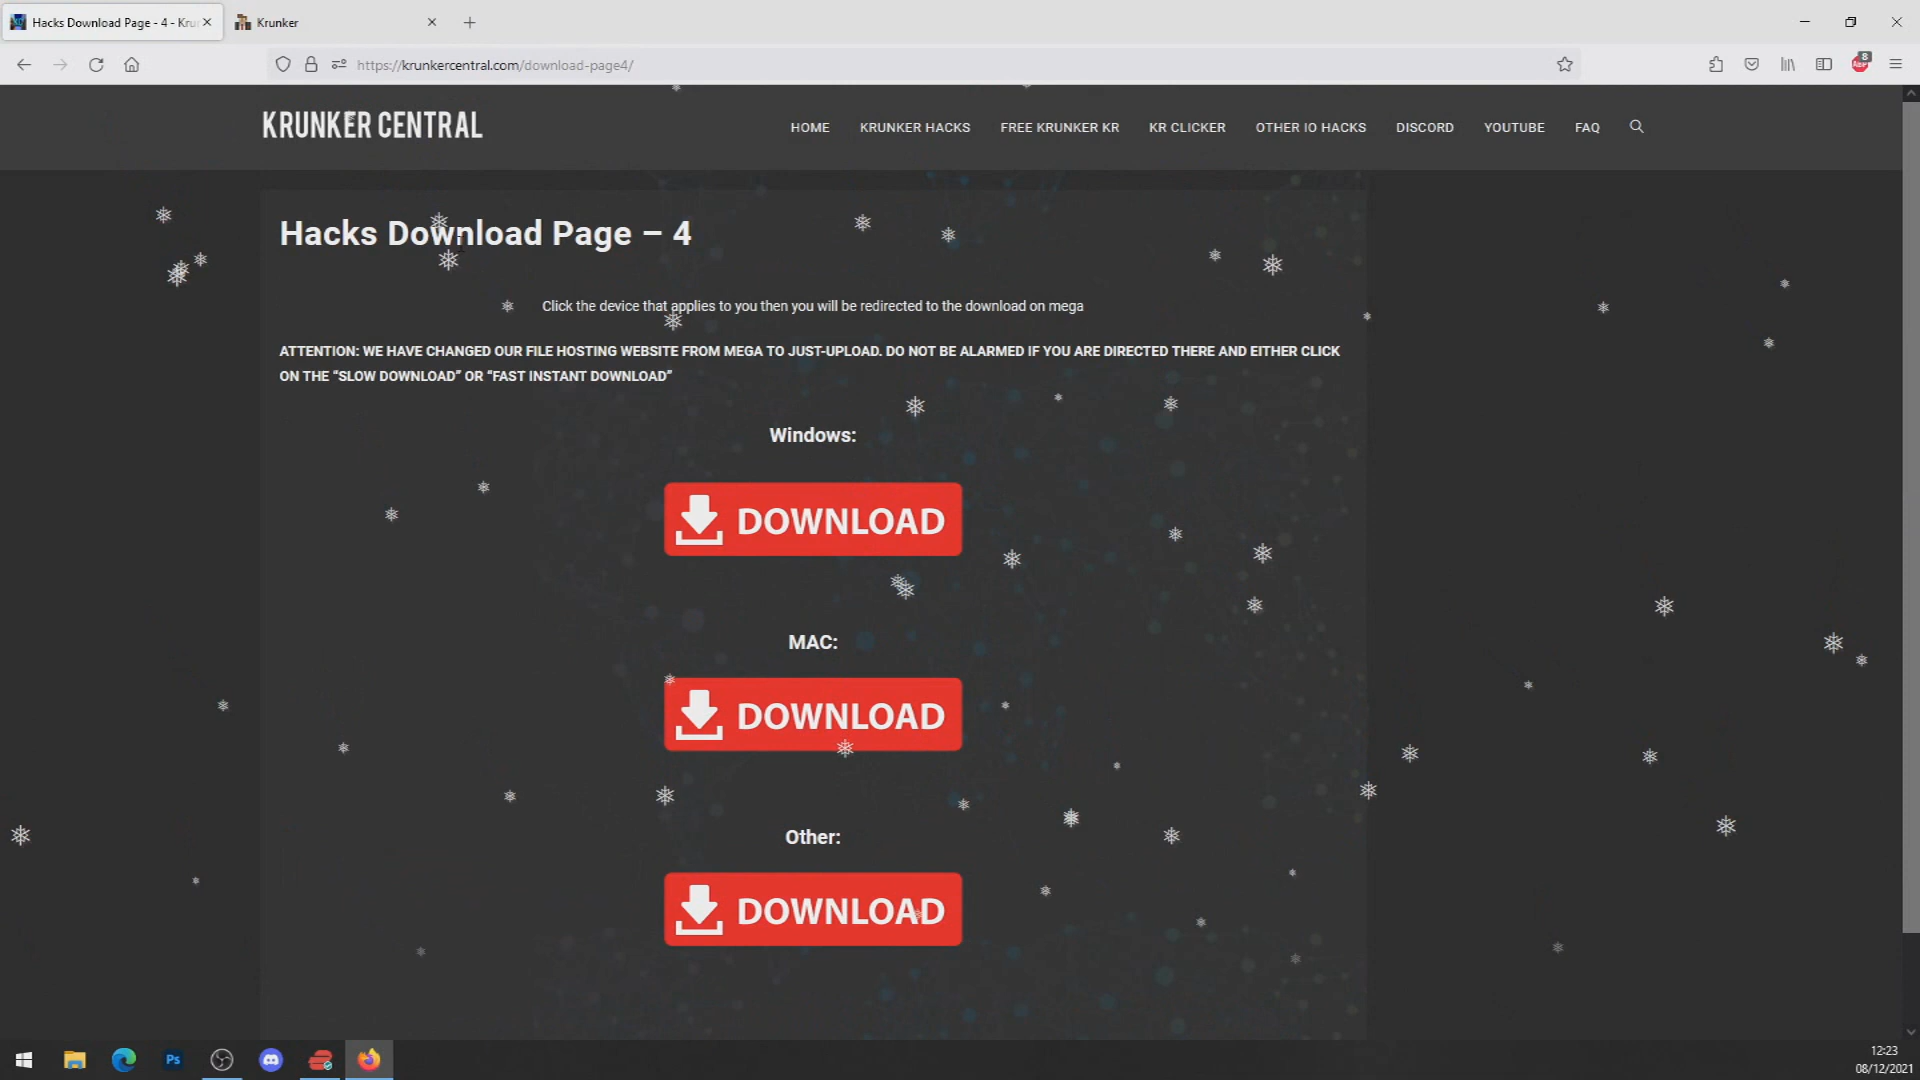 Hacks Download Page - 4 - Kru
Krunker
https://krunkercentral.com/download-page4/
8
ABP
KRUNKER CENTRAL
HOME
KRUNKER HACKS
FREE KRUNKER KR
KR CLICKER
OTHER IO HACKS
DISCORD
YOUTUBE
FAQ
Hacks Download Page – 4
Click the device that applies to you then you will be redirected to the download on mega
ATTENTION: WE HAVE CHANGED OUR FILE HOSTING WEBSITE FROM MEGA TO JUST-UPLOAD. DO NOT BE ALARMED IF YOU ARE DIRECTED THERE AND EITHER CLICK
ON THE “SLOW DOWNLOAD” OR “FAST INSTANT DOWNLOAD”
Windows:
DOWNLOAD
MAC:
DOWNLOAD
Other:
DOWNLOAD
Ps
12:23
08/12/2021